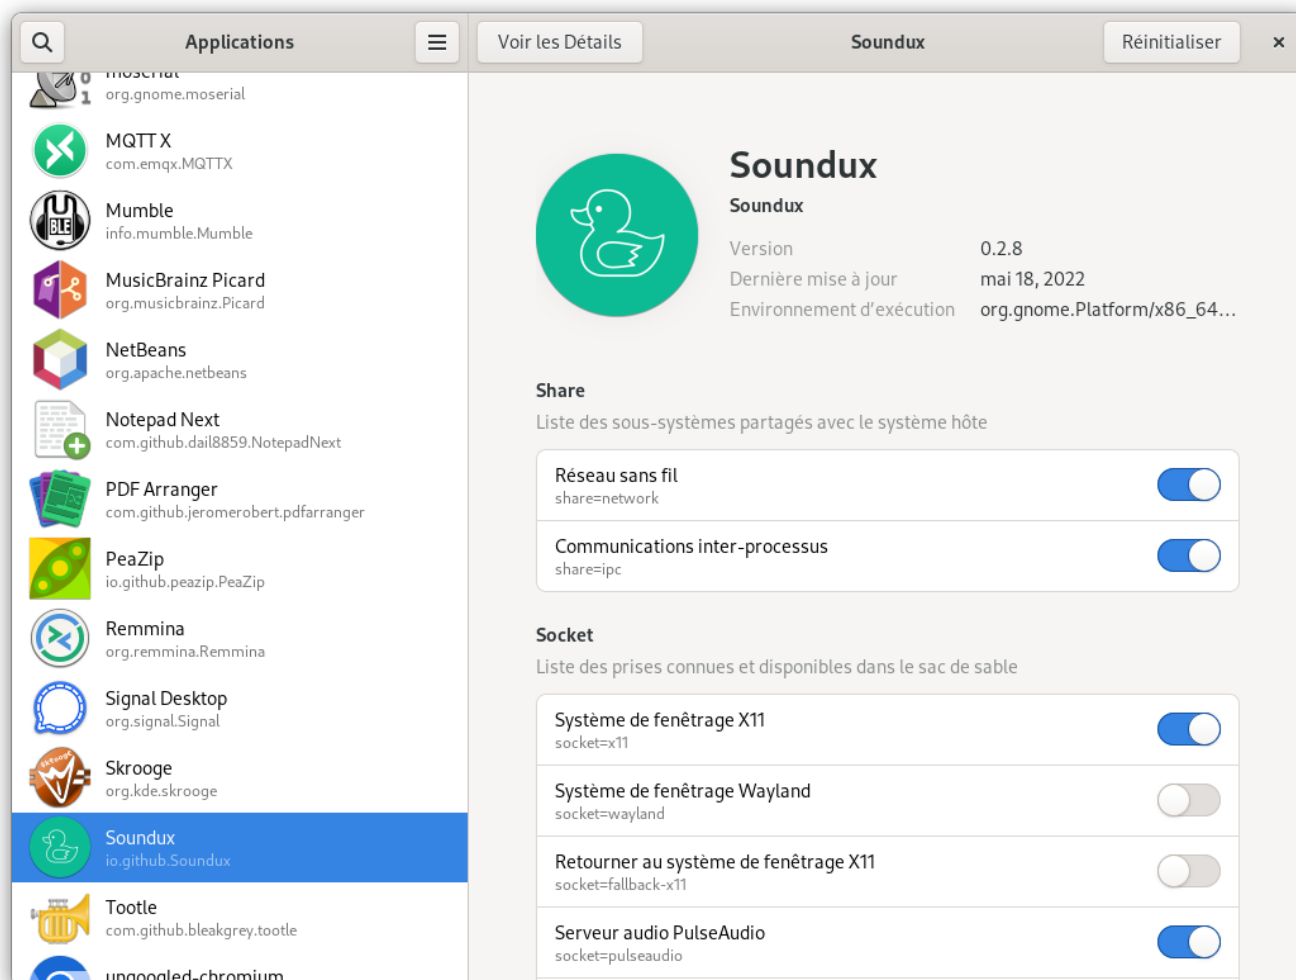 Applications
Voir les Détails
Soundux
Réinitialiser
moserial
org.gnome.moserial
MQTT X
com.emqx.MQTTX
Mumble
info.mumble.Mumble
MusicBrainz Picard
org.musicbrainz.Picard
NetBeans
org.apache.netbeans
Notepad Next
com.github.dail8859.NotepadNext
PDF Arranger
com.github.jeromerobert.pdfarranger
PeaZip
io.github.peazip.PeaZip
Remmina
org.remmina.Remmina
Signal Desktop
org.signal.Signal
Skrooge
org.kde.skrooge
Soundux
io.github.Soundux
Tootle
com.github.bleakgrey.tootle
ungoogled-chromium
Soundux
Soundux
Version 0.2.8
Dernière mise à jour mai 18, 2022
Environnement d’exécution org.gnome.Platform/x86_64…
Share
Liste des sous-systèmes partagés avec le système hôte
Réseau sans fil
share=network
Communications inter-processus
share=ipc
Socket
Liste des prises connues et disponibles dans le sac de sable
Système de fenêtrage X11
socket=x11
Système de fenêtrage Wayland
socket=wayland
Retourner au système de fenêtrage X11
socket=fallback-x11
Serveur audio PulseAudio
socket=pulseaudio